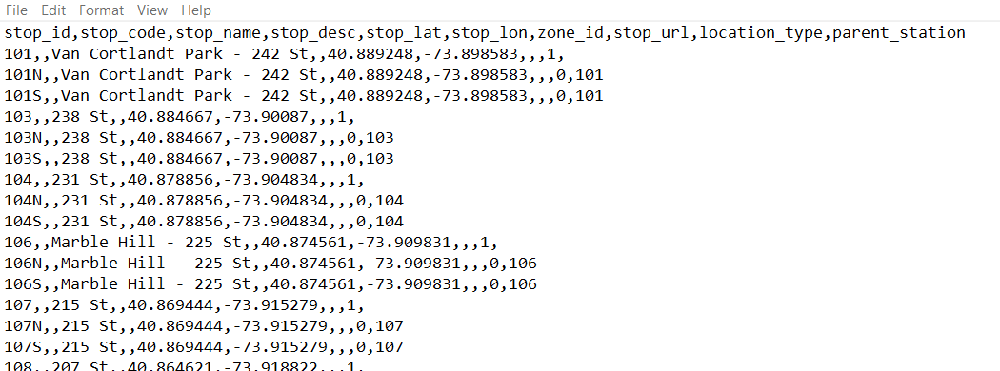 File Edit Format View Help
stop_id,stop_code,stop_name,stop_desc,stop_lat,stop_lon,zone_id,stop_url,location_type,parent_station
101,,Van Cortlandt Park - 242 St,,40.889248,-73.898583,,,1,
101N,,Van Cortlandt Park - 242 St,,40.889248,-73.898583,,,0,101
101S,,Van Cortlandt Park - 242 St,,40.889248,-73.898583,,,0,101
103,,238 St,,40.884667,-73.90087,,,1,
103N,,238 St,,40.884667,-73.90087,,,0,103
103S,,238 St,,40.884667,-73.90087,,,0,103
104,,231 St,,40.878856,-73.904834,,,1,
104N,,231 St,,40.878856,-73.904834,,,0,104
104S,,231 St,,40.878856,-73.904834,,,0,104
106,,Marble Hill - 225 St,,40.874561,-73.909831,,,1,
106N,,Marble Hill - 225 St,,40.874561,-73.909831,,,0,106
106S,,Marble Hill - 225 St,,40.874561,-73.909831,,,0,106
107,,215 St,,40.869444,-73.915279,,,1,
107N,,215 St,,40.869444,-73.915279,,,0,107
107S,,215 St,,40.869444,-73.915279,,,0,107
108,,207 St,,40.864621,-73.918822,,,1,